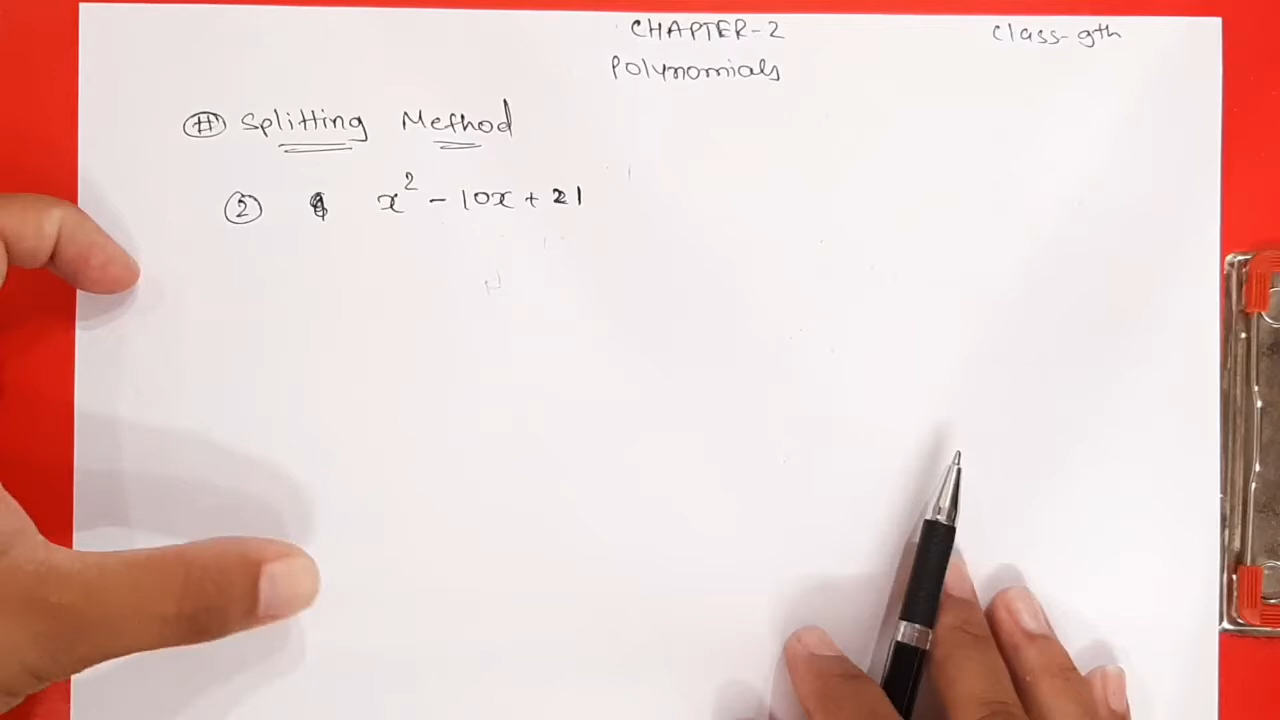 CHAPTER-2
Class-9th
Polynomials
# Splitting Method
② x² - 10x + 21